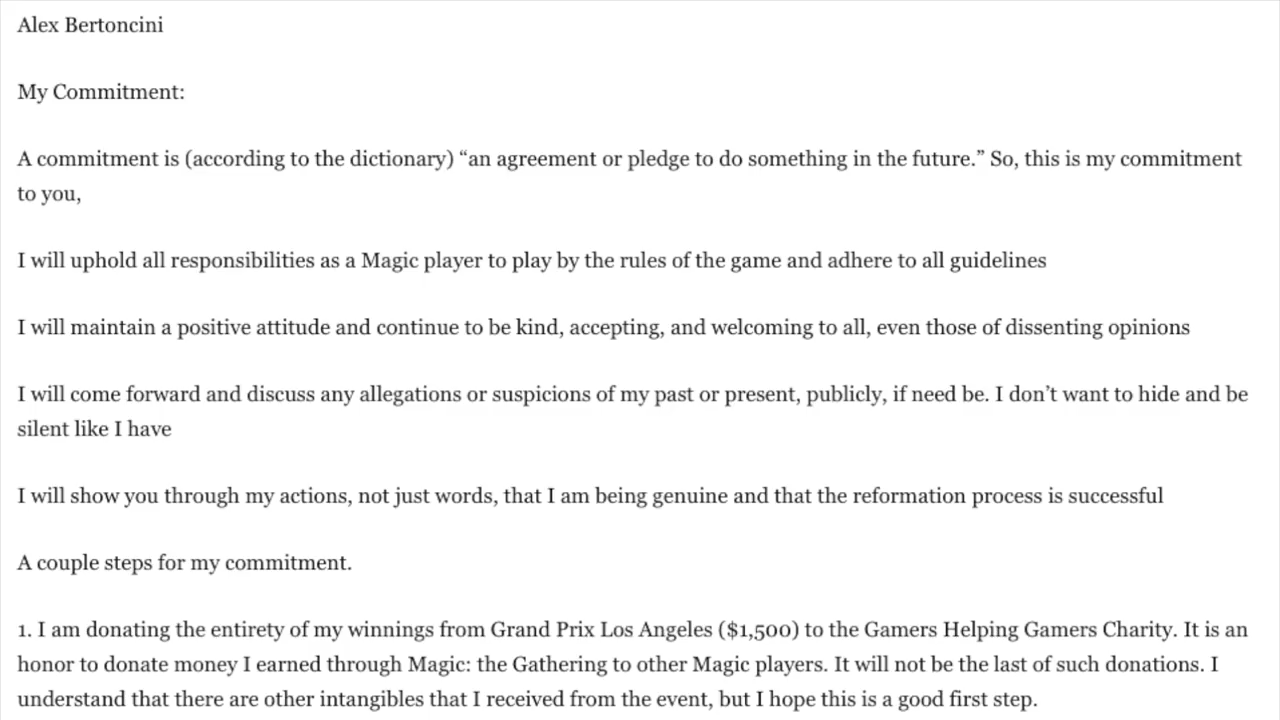 Alex Bertoncini
My Commitment:
A commitment is (according to the dictionary) “an agreement or pledge to do something in the future.” So, this is my commitment
to you,
I will uphold all responsibilities as a Magic player to play by the rules of the game and adhere to all guidelines
I will maintain a positive attitude and continue to be kind, accepting, and welcoming to all, even those of dissenting opinions
I will come forward and discuss any allegations or suspicions of my past or present, publicly, if need be. I don’t want to hide and be
silent like I have
I will show you through my actions, not just words, that I am being genuine and that the reformation process is successful
A couple steps for my commitment.
1. I am donating the entirety of my winnings from Grand Prix Los Angeles ($1,500) to the Gamers Helping Gamers Charity. It is an
honor to donate money I earned through Magic: the Gathering to other Magic players. It will not be the last of such donations. I
understand that there are other intangibles that I received from the event, but I hope this is a good first step.